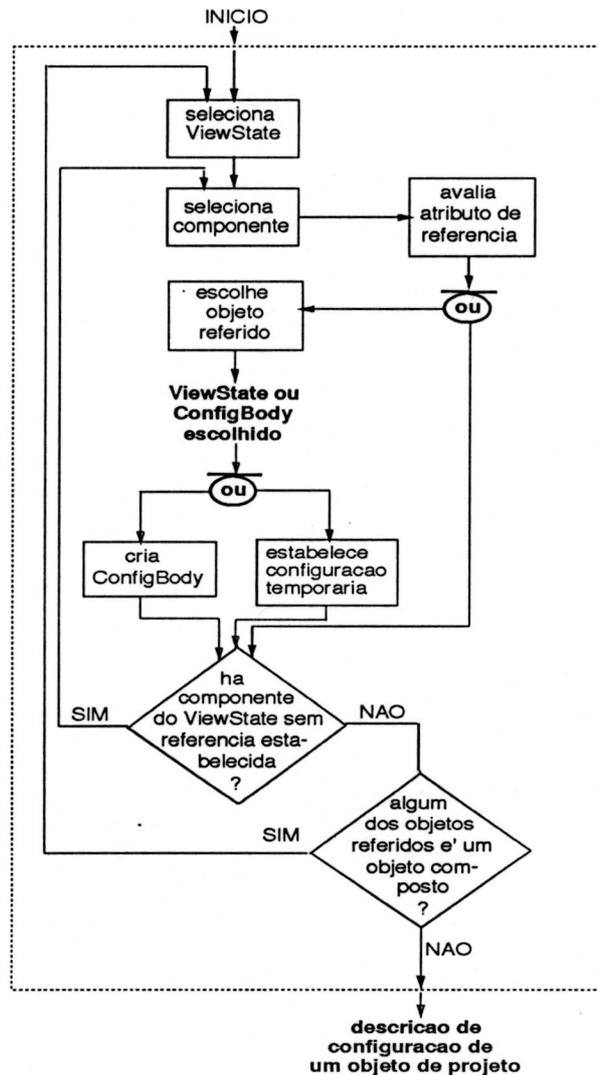 INICIO
seleciona
ViewState
seleciona
componente
avalia
atributo de
referencia
ou
escolhe
objeto
referido
ViewState ou
ConfigBody
escolhido
ou
cria
ConfigBody
estabelece
configuracao
temporaria
ha
componente
do ViewState sem
referencia esta-
belecida
?
SIM
NAO
algum
dos objetos
referidos e' um
objeto com-
posto
?
SIM
NAO
descricao de
configuracao de
um objeto de projeto